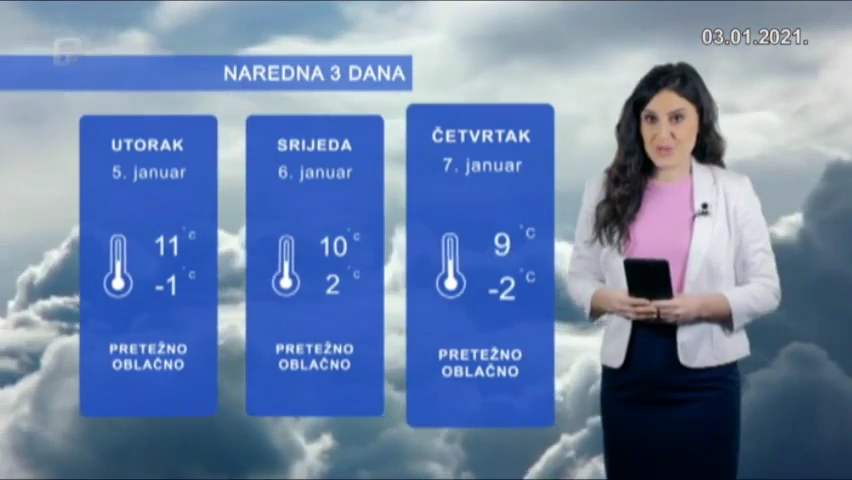 03.01.2021.
NAREDNA 3 DANA
UTORAK
5. januar
11°C
-1°C
PRETEŽNO
OBLAČNO
SRIJEDA
6. januar
10°C
2°C
PRETEŽNO
OBLAČNO
ČETVRTAK
7. januar
9°C
-2°C
PRETEŽNO
OBLAČNO